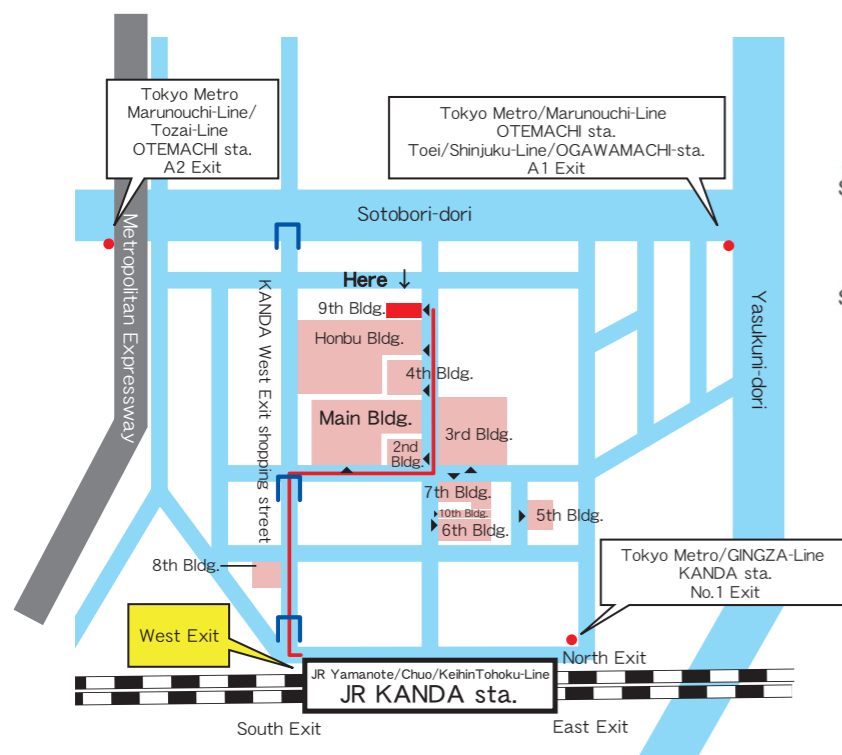 Tokyo Metro
Marunouchi-Line/
Tozai-Line
OTEMACHI sta.
A2 Exit
Tokyo Metro/Marunouchi-Line
OTEMACHI sta.
Toei/Shinjuku-Line/OGAWAMACHI-sta.
A1 Exit
Sotobori-dori
Metropolitan Expressway
KANDA West Exit shopping street
Yasukuni-dori
Here ↓
9th Bldg.
Honbu Bldg.
4th Bldg.
Main Bldg.
3rd Bldg.
2nd
Bldg.
7th Bldg.
10th Bldg.
6th Bldg.
5th Bldg.
8th Bldg.
Tokyo Metro/GINGZA-Line
KANDA sta.
No.1 Exit
West Exit
North Exit
JR Yamanote/Chuo/KeihinTohoku-Line
JR KANDA sta.
South Exit
East Exit